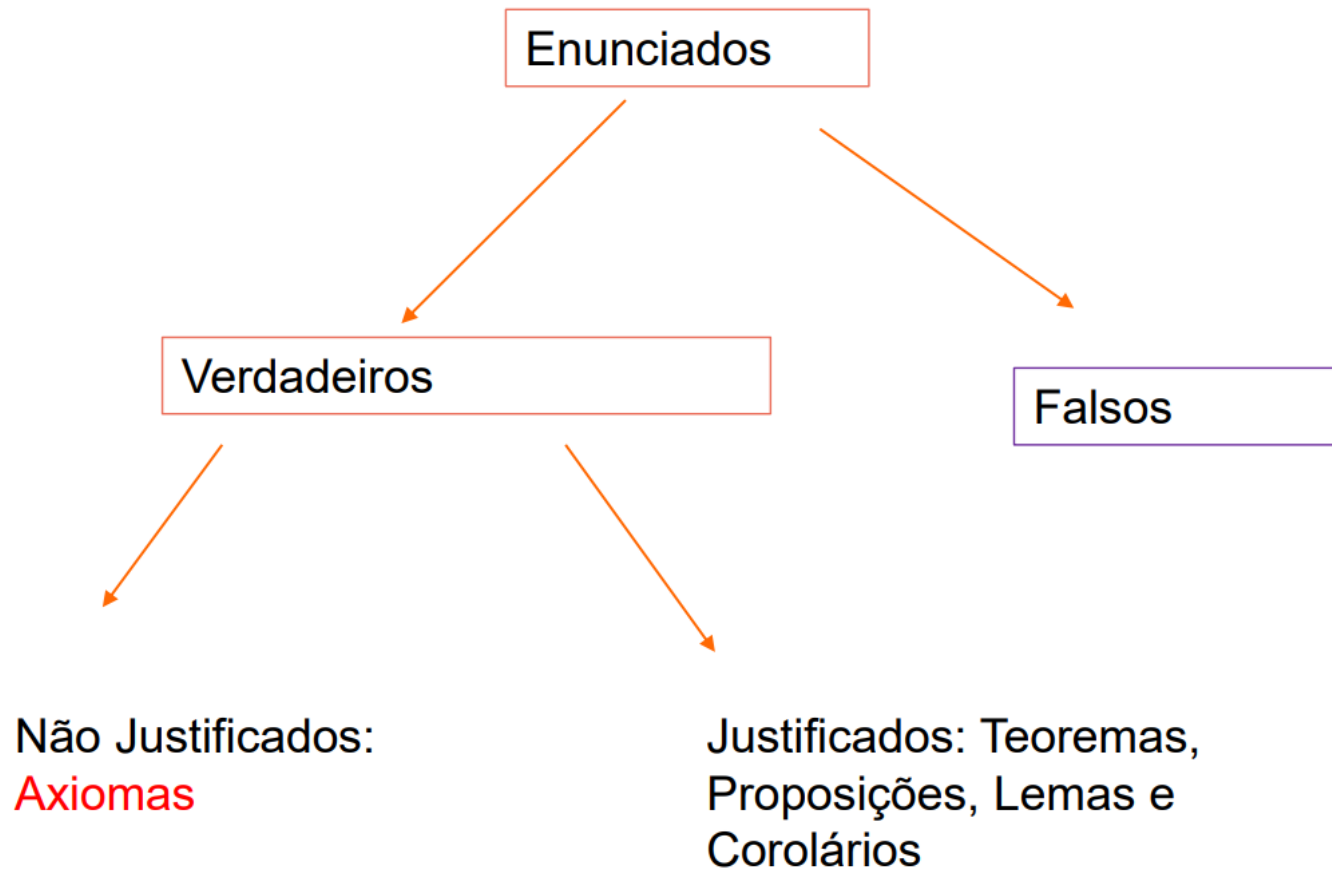 Enunciados
Verdadeiros
Falsos
Não Justificados:
Axiomas
Justificados: Teoremas,
Proposições, Lemas e
Corolários